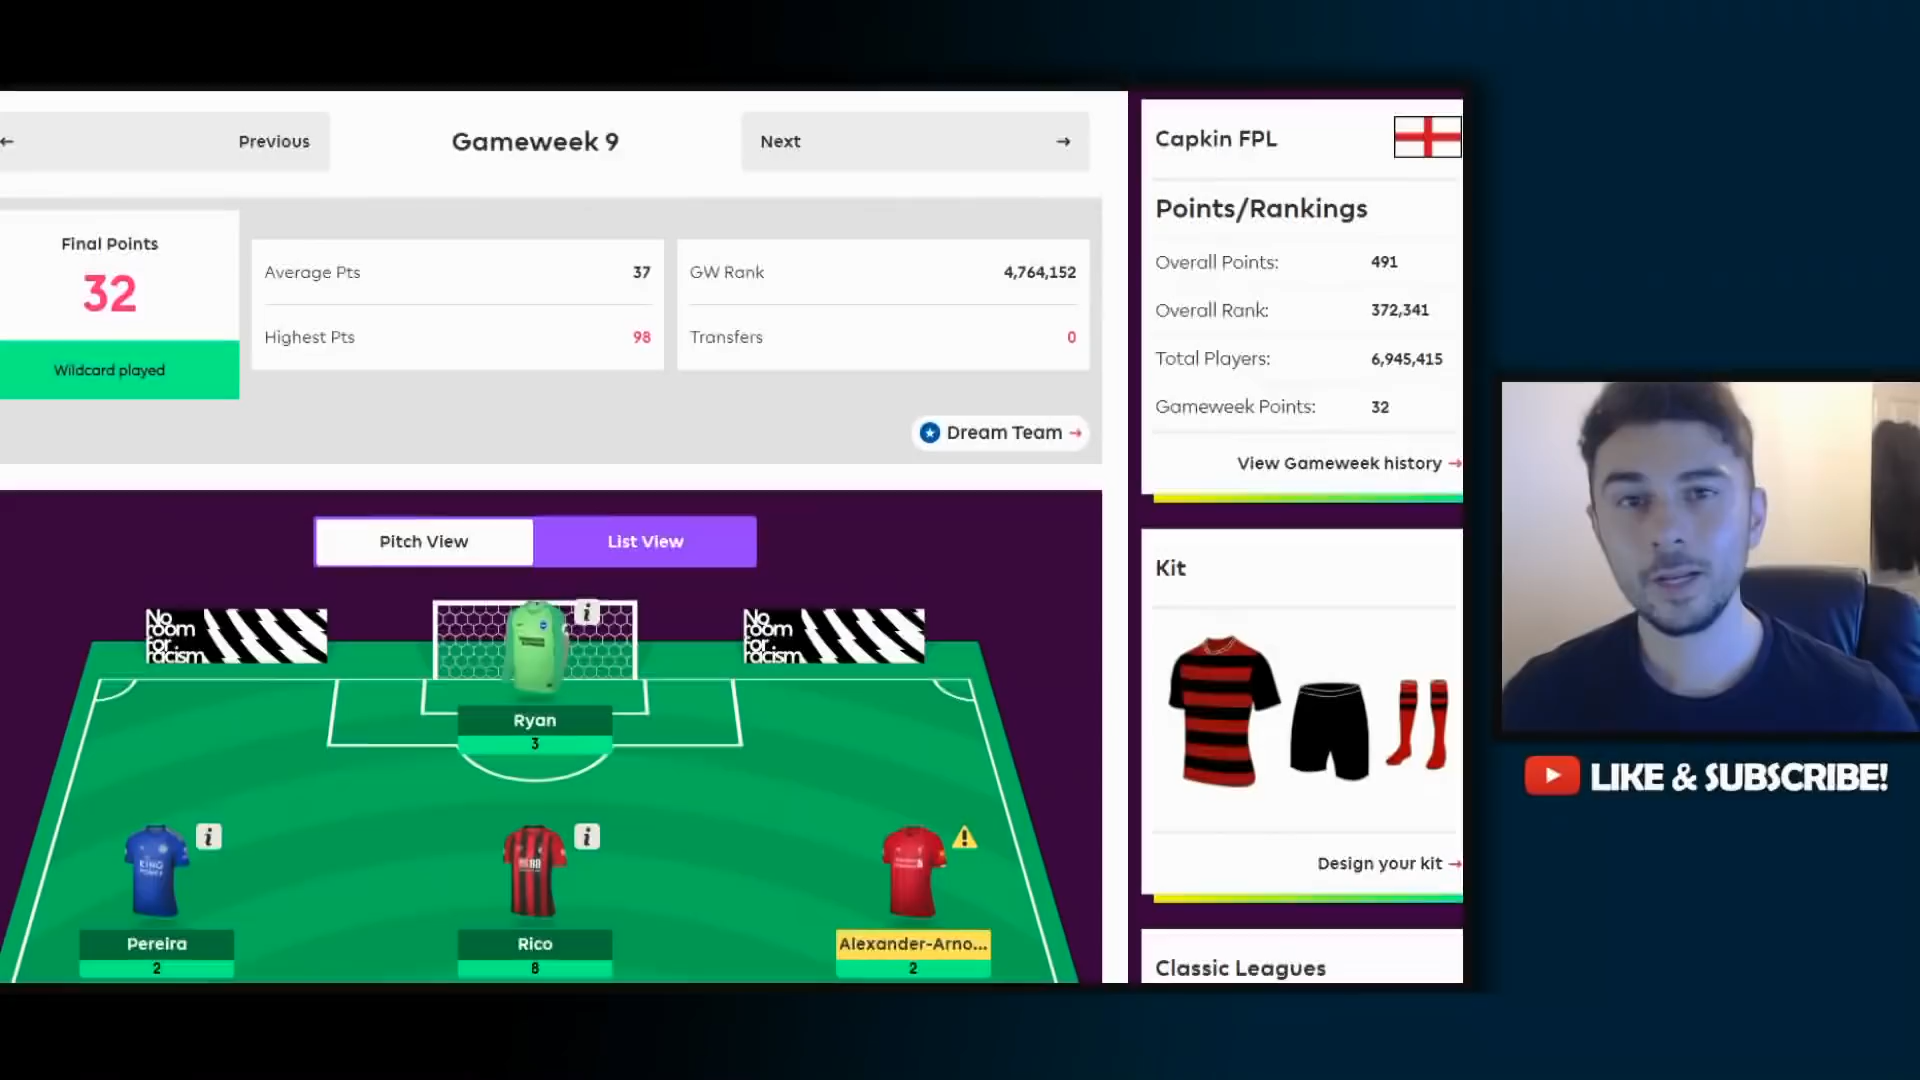 ← Previous
Gameweek 9
Next →
Final Points
32
Wildcard played
Average Pts 37
Highest Pts 98
GW Rank 4,764,152
Transfers 0
Dream Team →
Pitch View
List View
No
room
for
racism
No
room
for
racism
Ryan
3
KING
POWER
Pereira
2
Rico
8
Alexander-Arno...
2
Capkin FPL
Points/Rankings
Overall Points: 491
Overall Rank: 372,341
Total Players: 6,945,415
Gameweek Points: 32
View Gameweek history →
Kit
Design your kit →
Classic Leagues
LIKE & SUBSCRIBE!